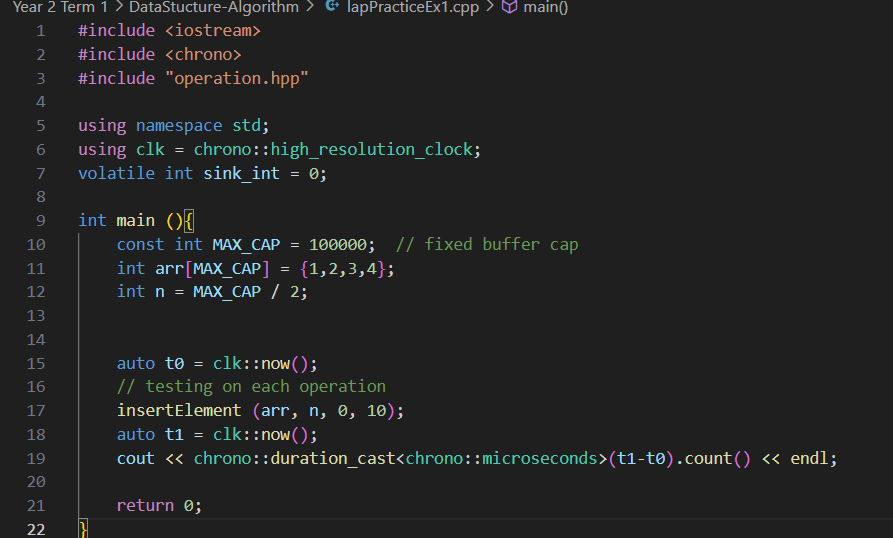 Year 2 Term 1 > DataStucture-Algorithm > lapPracticeEx1.cpp > main()
1 #include <iostream>
2 #include <chrono>
3 #include "operation.hpp"
4
5 using namespace std;
6 using clk = chrono::high_resolution_clock;
7 volatile int sink_int = 0;
8
9 int main (){
10     const int MAX_CAP = 100000;  // fixed buffer cap
11     int arr[MAX_CAP] = {1,2,3,4};
12     int n = MAX_CAP / 2;
13
14
15     auto t0 = clk::now();
16     // testing on each operation
17     insertElement (arr, n, 0, 10);
18     auto t1 = clk::now();
19     cout << chrono::duration_cast<chrono::microseconds>(t1-t0).count() << endl;
20
21     return 0;
22 }